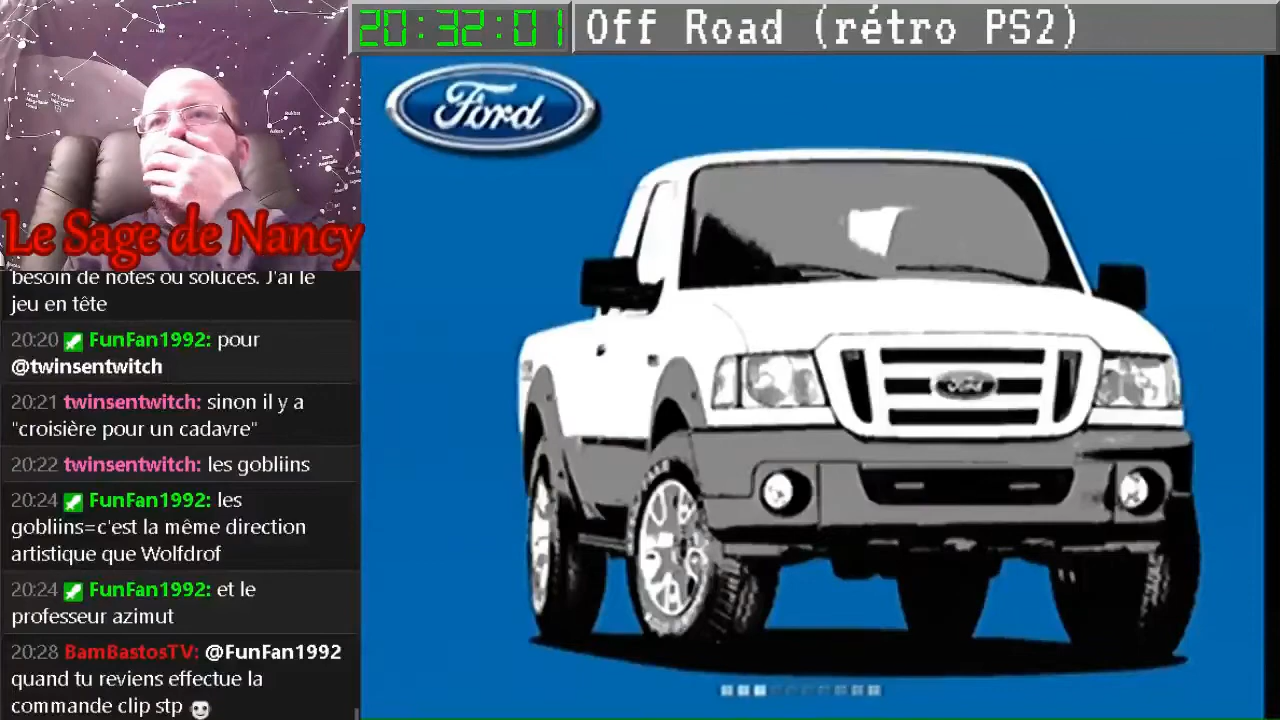 20:32:01
Off Road (rétro PS2)
Ford
Le Sage de Nancy
besoin de notes ou soluces. J'ai le
jeu en tête
20:20 FunFan1992: pour
@twinsentwitch
20:21 twinsentwitch: sinon il y a
"croisière pour un cadavre"
20:22 twinsentwitch: les gobliins
20:24 FunFan1992: les
gobliins=c'est la même direction
artistique que Wolfdrof
20:24 FunFan1992: et le
professeur azimut
20:28 BamBastosTV: @FunFan1992
quand tu reviens effectue la
commande clip stp
Ford